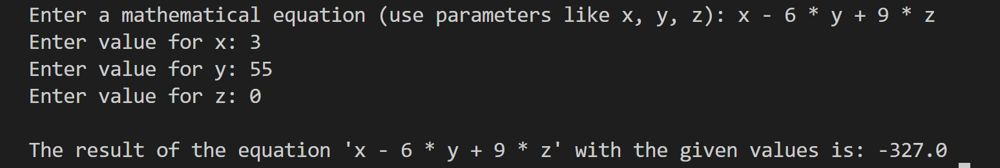 Enter a mathematical equation (use parameters like x, y, z): x - 6 * y + 9 * z
Enter value for x: 3
Enter value for y: 55
Enter value for z: 0
The result of the equation 'x - 6 * y + 9 * z' with the given values is: -327.0